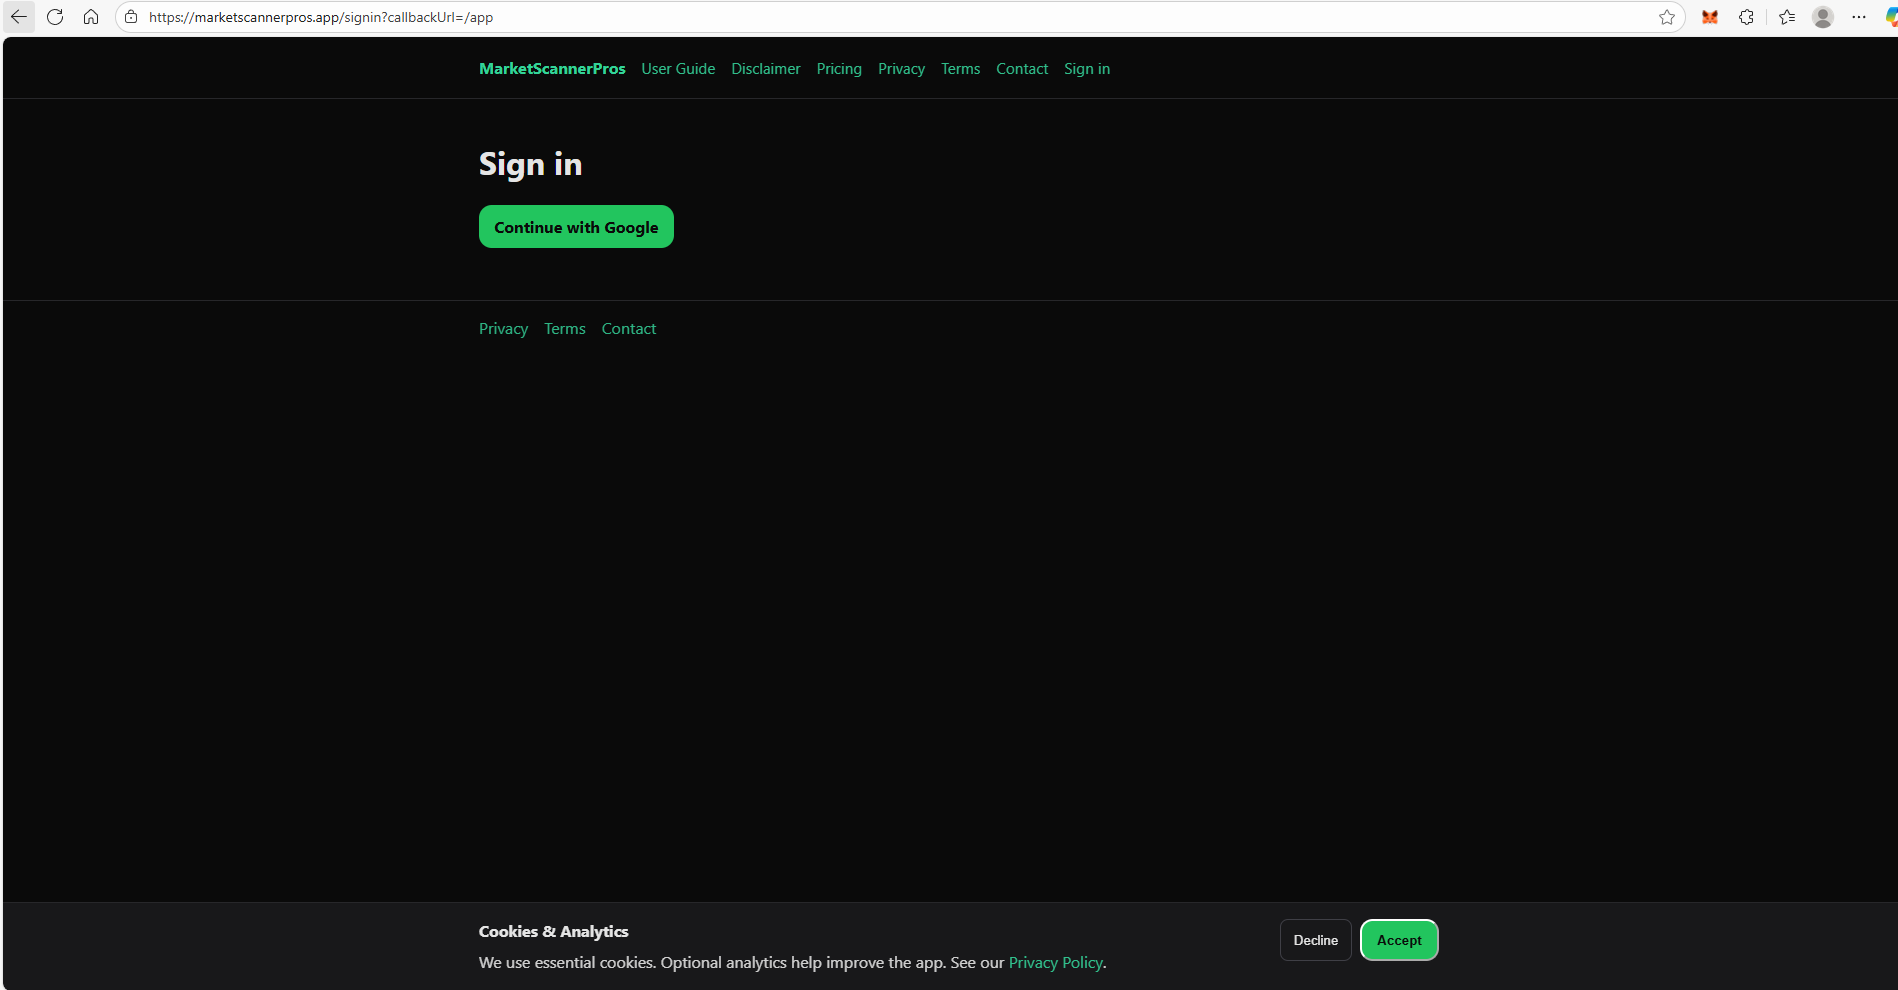 https://marketscannerpros.app/signin?callbackUrl=/app
MarketScannerPros User Guide Disclaimer Pricing Privacy Terms Contact Sign in
Sign in
Continue with Google
Privacy Terms Contact
Cookies & Analytics
We use essential cookies. Optional analytics help improve the app. See our Privacy Policy.
Decline Accept